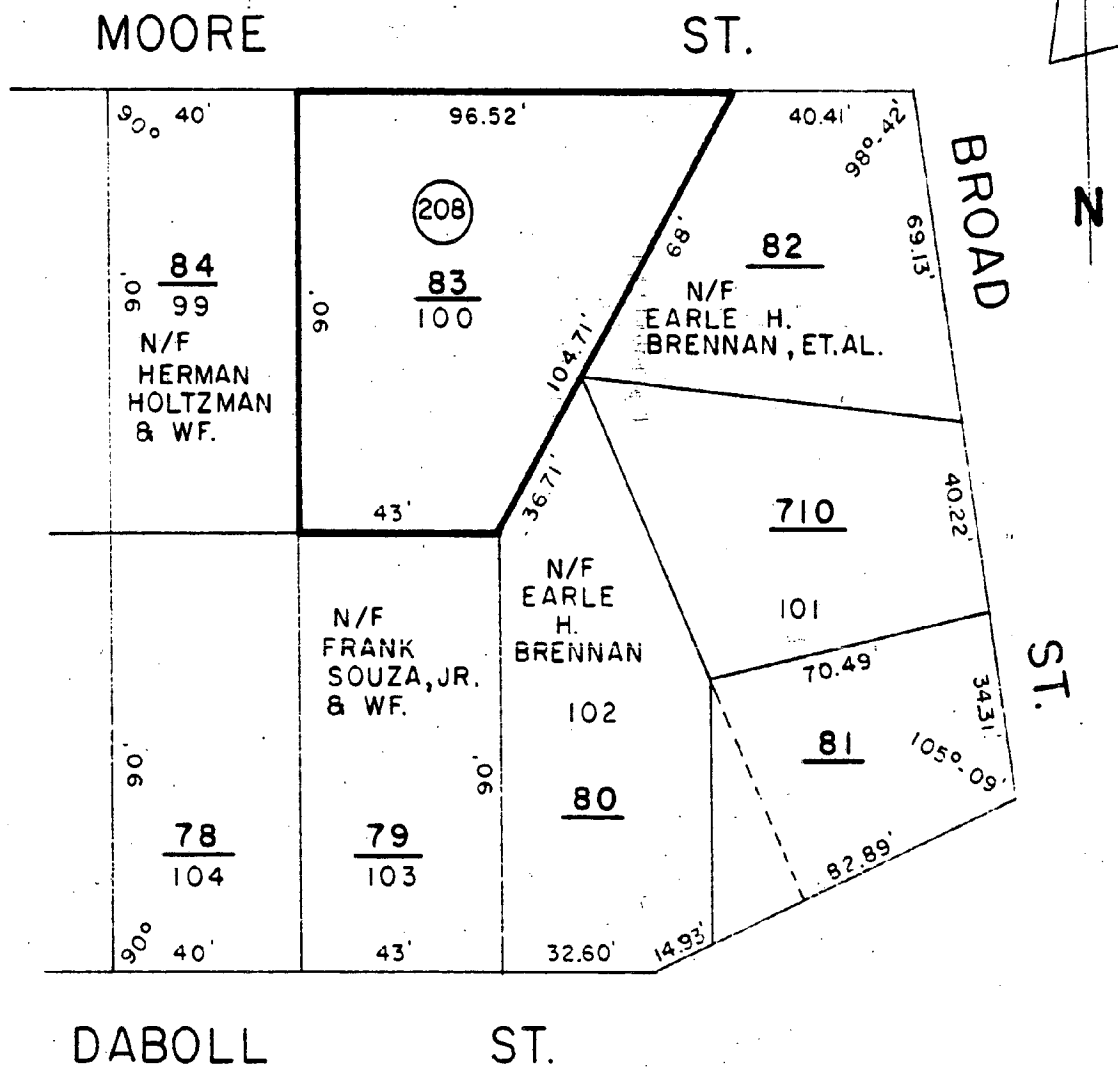 MOORE ST.
90° 40' 96.52' 40.41' 98°-42'
BROAD ST.
N
208
68'
69.13'
82
N/F
EARLE H.
BRENNAN, ET.AL.
84
99
90'
N/F
HERMAN
HOLTZMAN
& WF.
90'
83
100
104.71'
36.71'
43'
40.22'
710
101
70.49'
34.31'
N/F
EARLE
H.
BRENNAN
102
80
N/F
FRANK
SOUZA, JR.
& WF.
81
105°-09'
90'
78
104
79
103
90'
82.89'
90° 40' 43' 32.60' 14.93'
DABOLL ST.